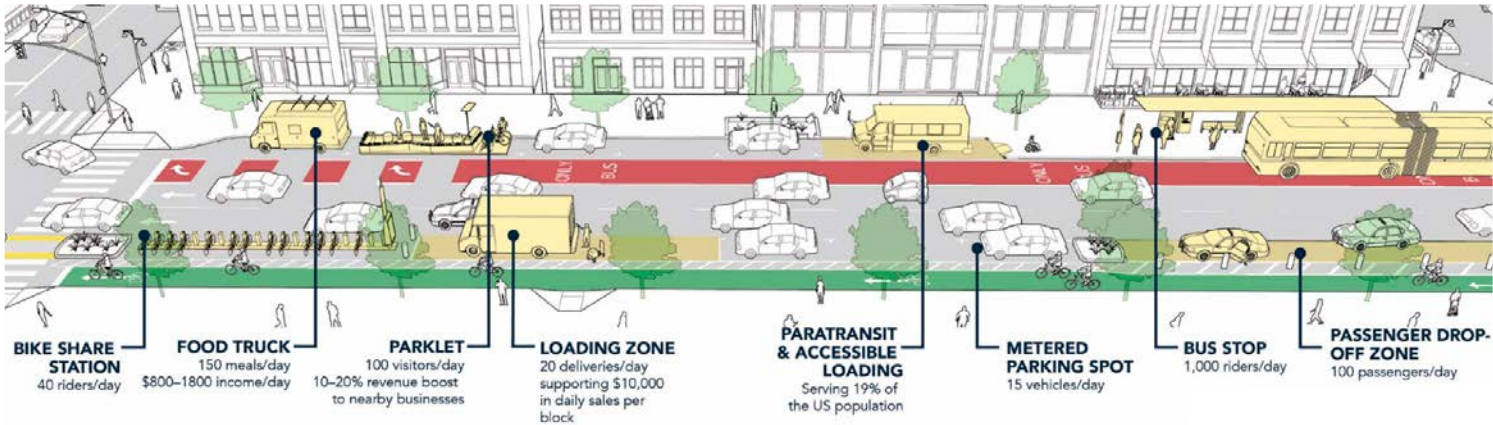 ONLY
BUS
ONLY
BUS
BIKE SHARE
STATION
40 riders/day
FOOD TRUCK
150 meals/day
$800–1800 income/day
PARKLET
100 visitors/day
10–20% revenue boost
to nearby businesses
LOADING ZONE
20 deliveries/day
supporting $10,000
in daily sales per
block
PARATRANSIT
& ACCESSIBLE
LOADING
Serving 19% of
the US population
METERED
PARKING SPOT
15 vehicles/day
BUS STOP
1,000 riders/day
PASSENGER DROP-
OFF ZONE
100 passengers/day